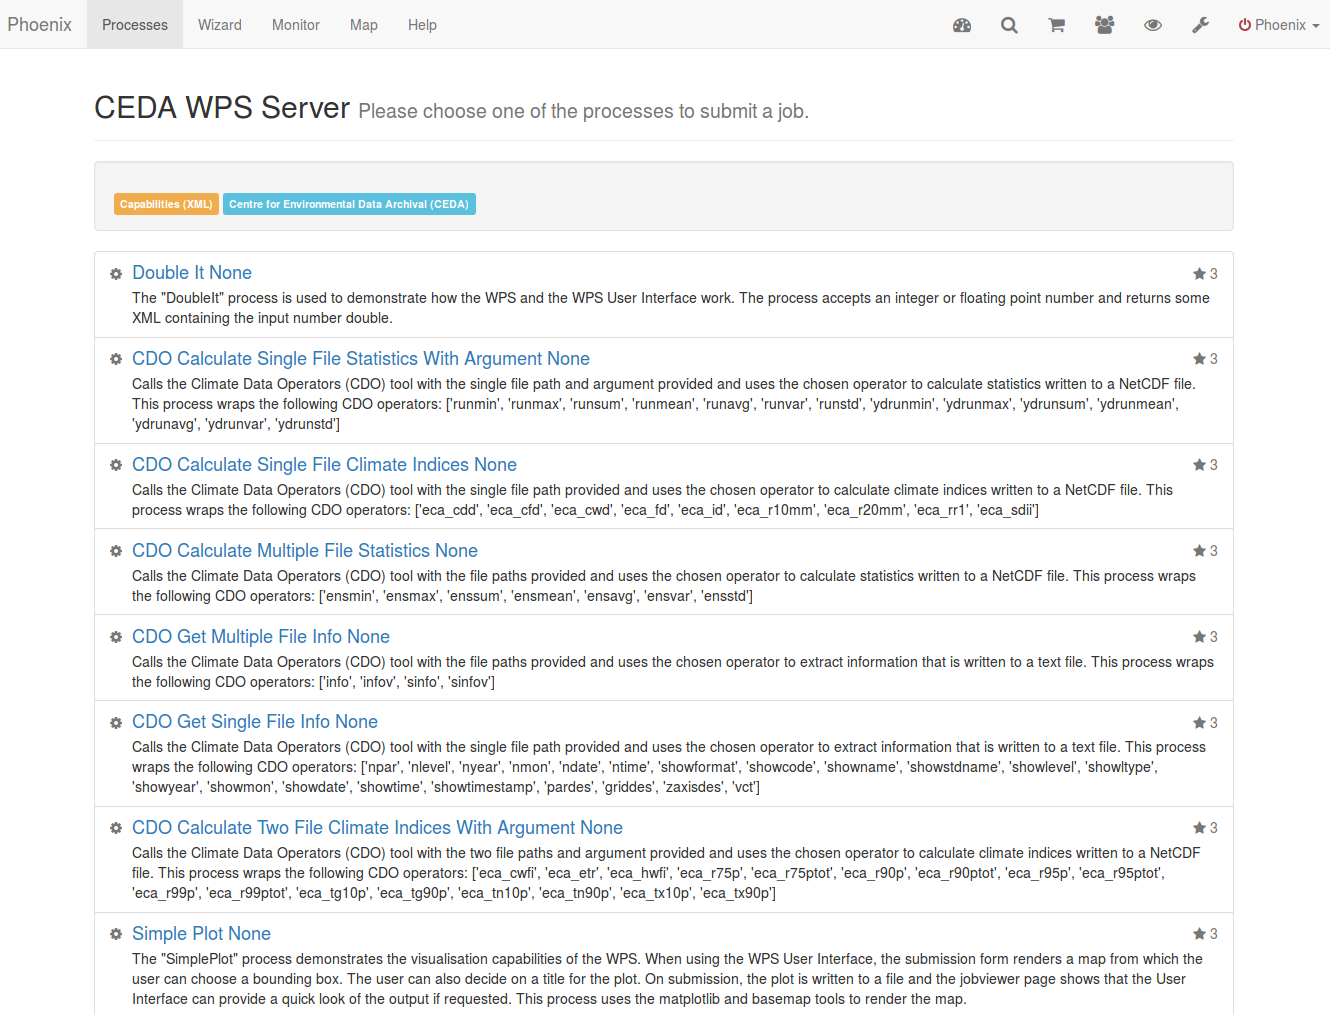 Phoenix Processes Wizard Monitor Map Help Phoenix
CEDA WPS Server Please choose one of the processes to submit a job.
Capabilities (XML) Centre for Environmental Data Archival (CEDA)
Double It None 3
The "DoubleIt" process is used to demonstrate how the WPS and the WPS User Interface work. The process accepts an integer or floating point number and returns some
XML containing the input number double.
CDO Calculate Single File Statistics With Argument None 3
Calls the Climate Data Operators (CDO) tool with the single file path and argument provided and uses the chosen operator to calculate statistics written to a NetCDF file.
This process wraps the following CDO operators: ['runmin', 'runmax', 'runsum', 'runmean', 'runavg', 'runvar', 'runstd', 'ydrunmin', 'ydrunmax', 'ydrunsum', 'ydrunmean',
'ydrunavg', 'ydrunvar', 'ydrunstd']
CDO Calculate Single File Climate Indices None 3
Calls the Climate Data Operators (CDO) tool with the single file path provided and uses the chosen operator to calculate climate indices written to a NetCDF file. This
process wraps the following CDO operators: ['eca_cdd', 'eca_cfd', 'eca_cwd', 'eca_fd', 'eca_id', 'eca_r10mm', 'eca_r20mm', 'eca_rr1', 'eca_sdii']
CDO Calculate Multiple File Statistics None 3
Calls the Climate Data Operators (CDO) tool with the file paths provided and uses the chosen operator to calculate statistics written to a NetCDF file. This process wraps
the following CDO operators: ['ensmin', 'ensmax', 'enssum', 'ensmean', 'ensavg', 'ensvar', 'ensstd']
CDO Get Multiple File Info None 3
Calls the Climate Data Operators (CDO) tool with the file paths provided and uses the chosen operator to extract information that is written to a text file. This process wraps
the following CDO operators: ['info', 'infov', 'sinfo', 'sinfov']
CDO Get Single File Info None 3
Calls the Climate Data Operators (CDO) tool with the single file path provided and uses the chosen operator to extract information that is written to a text file. This process
wraps the following CDO operators: ['npar', 'nlevel', 'nyear', 'nmon', 'ndate', 'ntime', 'showformat', 'showcode', 'showname', 'showstdname', 'showlevel', 'showltype',
'showyear', 'showmon', 'showdate', 'showtime', 'showtimestamp', 'pardes', 'griddes', 'zaxisdes', 'vct']
CDO Calculate Two File Climate Indices With Argument None 3
Calls the Climate Data Operators (CDO) tool with the two file paths and argument provided and uses the chosen operator to calculate climate indices written to a NetCDF
file. This process wraps the following CDO operators: ['eca_cwfi', 'eca_etr', 'eca_hwfi', 'eca_r75p', 'eca_r75ptot', 'eca_r90p', 'eca_r90ptot', 'eca_r95p', 'eca_r95ptot',
'eca_r99p', 'eca_r99ptot', 'eca_tg10p', 'eca_tg90p', 'eca_tn10p', 'eca_tn90p', 'eca_tx10p', 'eca_tx90p']
Simple Plot None 3
The "SimplePlot" process demonstrates the visualisation capabilities of the WPS. When using the WPS User Interface, the submission form renders a map from which the
user can choose a bounding box. The user can also decide on a title for the plot. On submission, the plot is written to a file and the jobviewer page shows that the User
Interface can provide a quick look of the output if requested. This process uses the matplotlib and basemap tools to render the map.